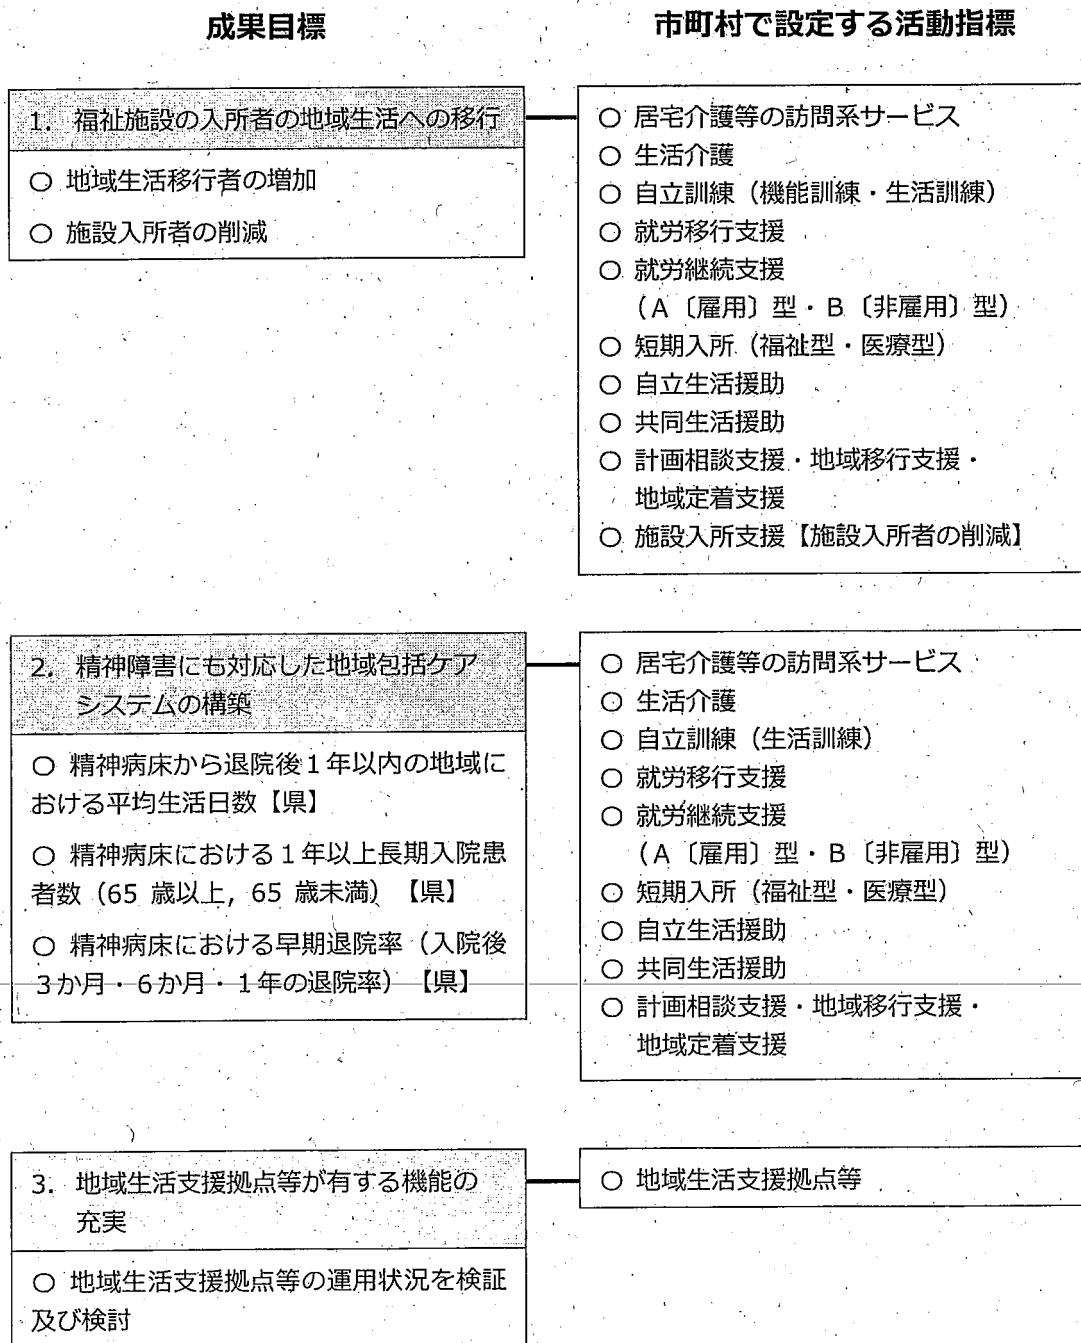 成果目標
市町村で設定する活動指標
1. 福祉施設の入所者の地域生活への移行
○ 地域生活移行者の増加
○ 施設入所者の削減
○ 居宅介護等の訪問系サービス
○ 生活介護
○ 自立訓練（機能訓練・生活訓練）
○ 就労移行支援
○ 就労継続支援
（A〔雇用〕型・B〔非雇用〕型）
○ 短期入所（福祉型・医療型）
○ 自立生活援助
○ 共同生活援助
○ 計画相談支援・地域移行支援・
地域定着支援
○ 施設入所支援【施設入所者の削減】
2. 精神障害にも対応した地域包括ケア
システムの構築
○ 精神病床から退院後１年以内の地域に
おける平均生活日数【県】
○ 精神病床における１年以上長期入院患
者数（65 歳以上，65 歳未満）【県】
○ 精神病床における早期退院率（入院後
３か月・６か月・１年の退院率）【県】
○ 居宅介護等の訪問系サービス
○ 生活介護
○ 自立訓練（生活訓練）
○ 就労移行支援
○ 就労継続支援
（A〔雇用〕型・B〔非雇用〕型）
○ 短期入所（福祉型・医療型）
○ 自立生活援助
○ 共同生活援助
○ 計画相談支援・地域移行支援・
地域定着支援
3. 地域生活支援拠点等が有する機能の
充実
○ 地域生活支援拠点等の運用状況を検証
及び検討
○ 地域生活支援拠点等